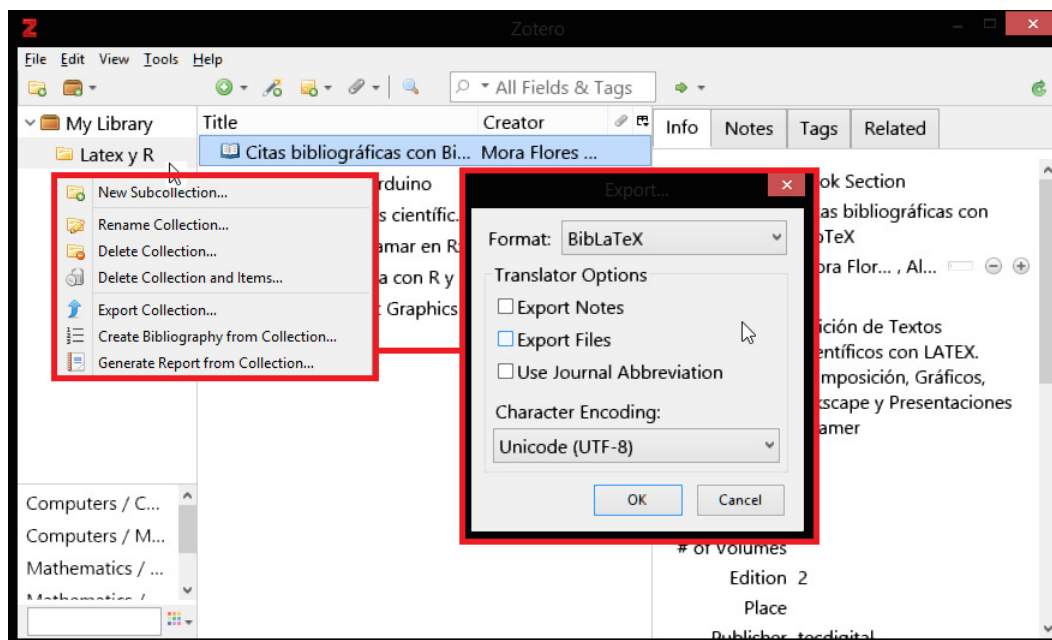 Z
Zotero
File Edit View Tools Help
All Fields & Tags
My Library
Latex y R
New Subcollection...
Rename Collection...
Delete Collection...
Delete Collection and Items...
Export Collection...
Create Bibliography from Collection...
Generate Report from Collection...
Computers / C...
Computers / M...
Mathematics / ...
Title Creator
Citas bibliográficas con Bi... Mora Flores ...
rduino
s científic.
amar en R:
a con R y
Graphics
Export...
Format: BibLaTeX
Translator Options
Export Notes
Export Files
Use Journal Abbreviation
Character Encoding:
Unicode (UTF-8)
OK Cancel
Info Notes Tags Related
ok Section
as bibliográficas con
TeX
ora Flor... , Al...
ición de Textos
entíficos con LATEX.
mposición, Gráficos,
kscape y Presentaciones
amer
# of Volumes
Edition 2
Place
Publisher tecdigital